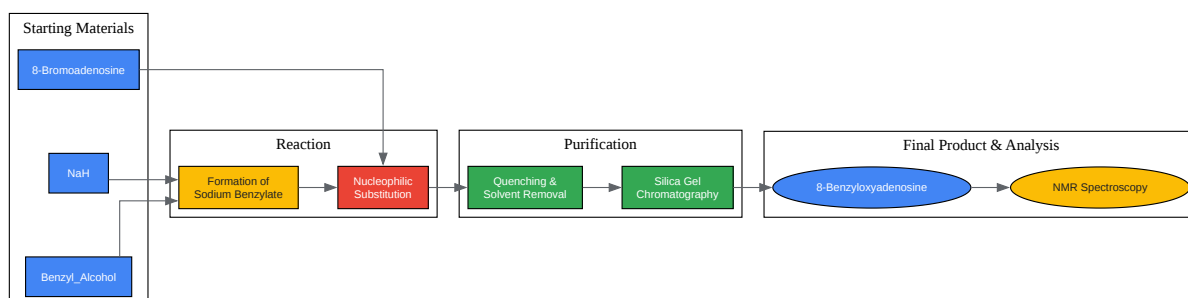 Starting Materials
8-Bromoadenosine
NaH
Benzyl_Alcohol
Reaction
Formation of
Sodium Benzylate
Nucleophilic
Substitution
Purification
Quenching &
Solvent Removal
Silica Gel
Chromatography
Final Product & Analysis
8-Benzyloxyadenosine
NMR Spectroscopy